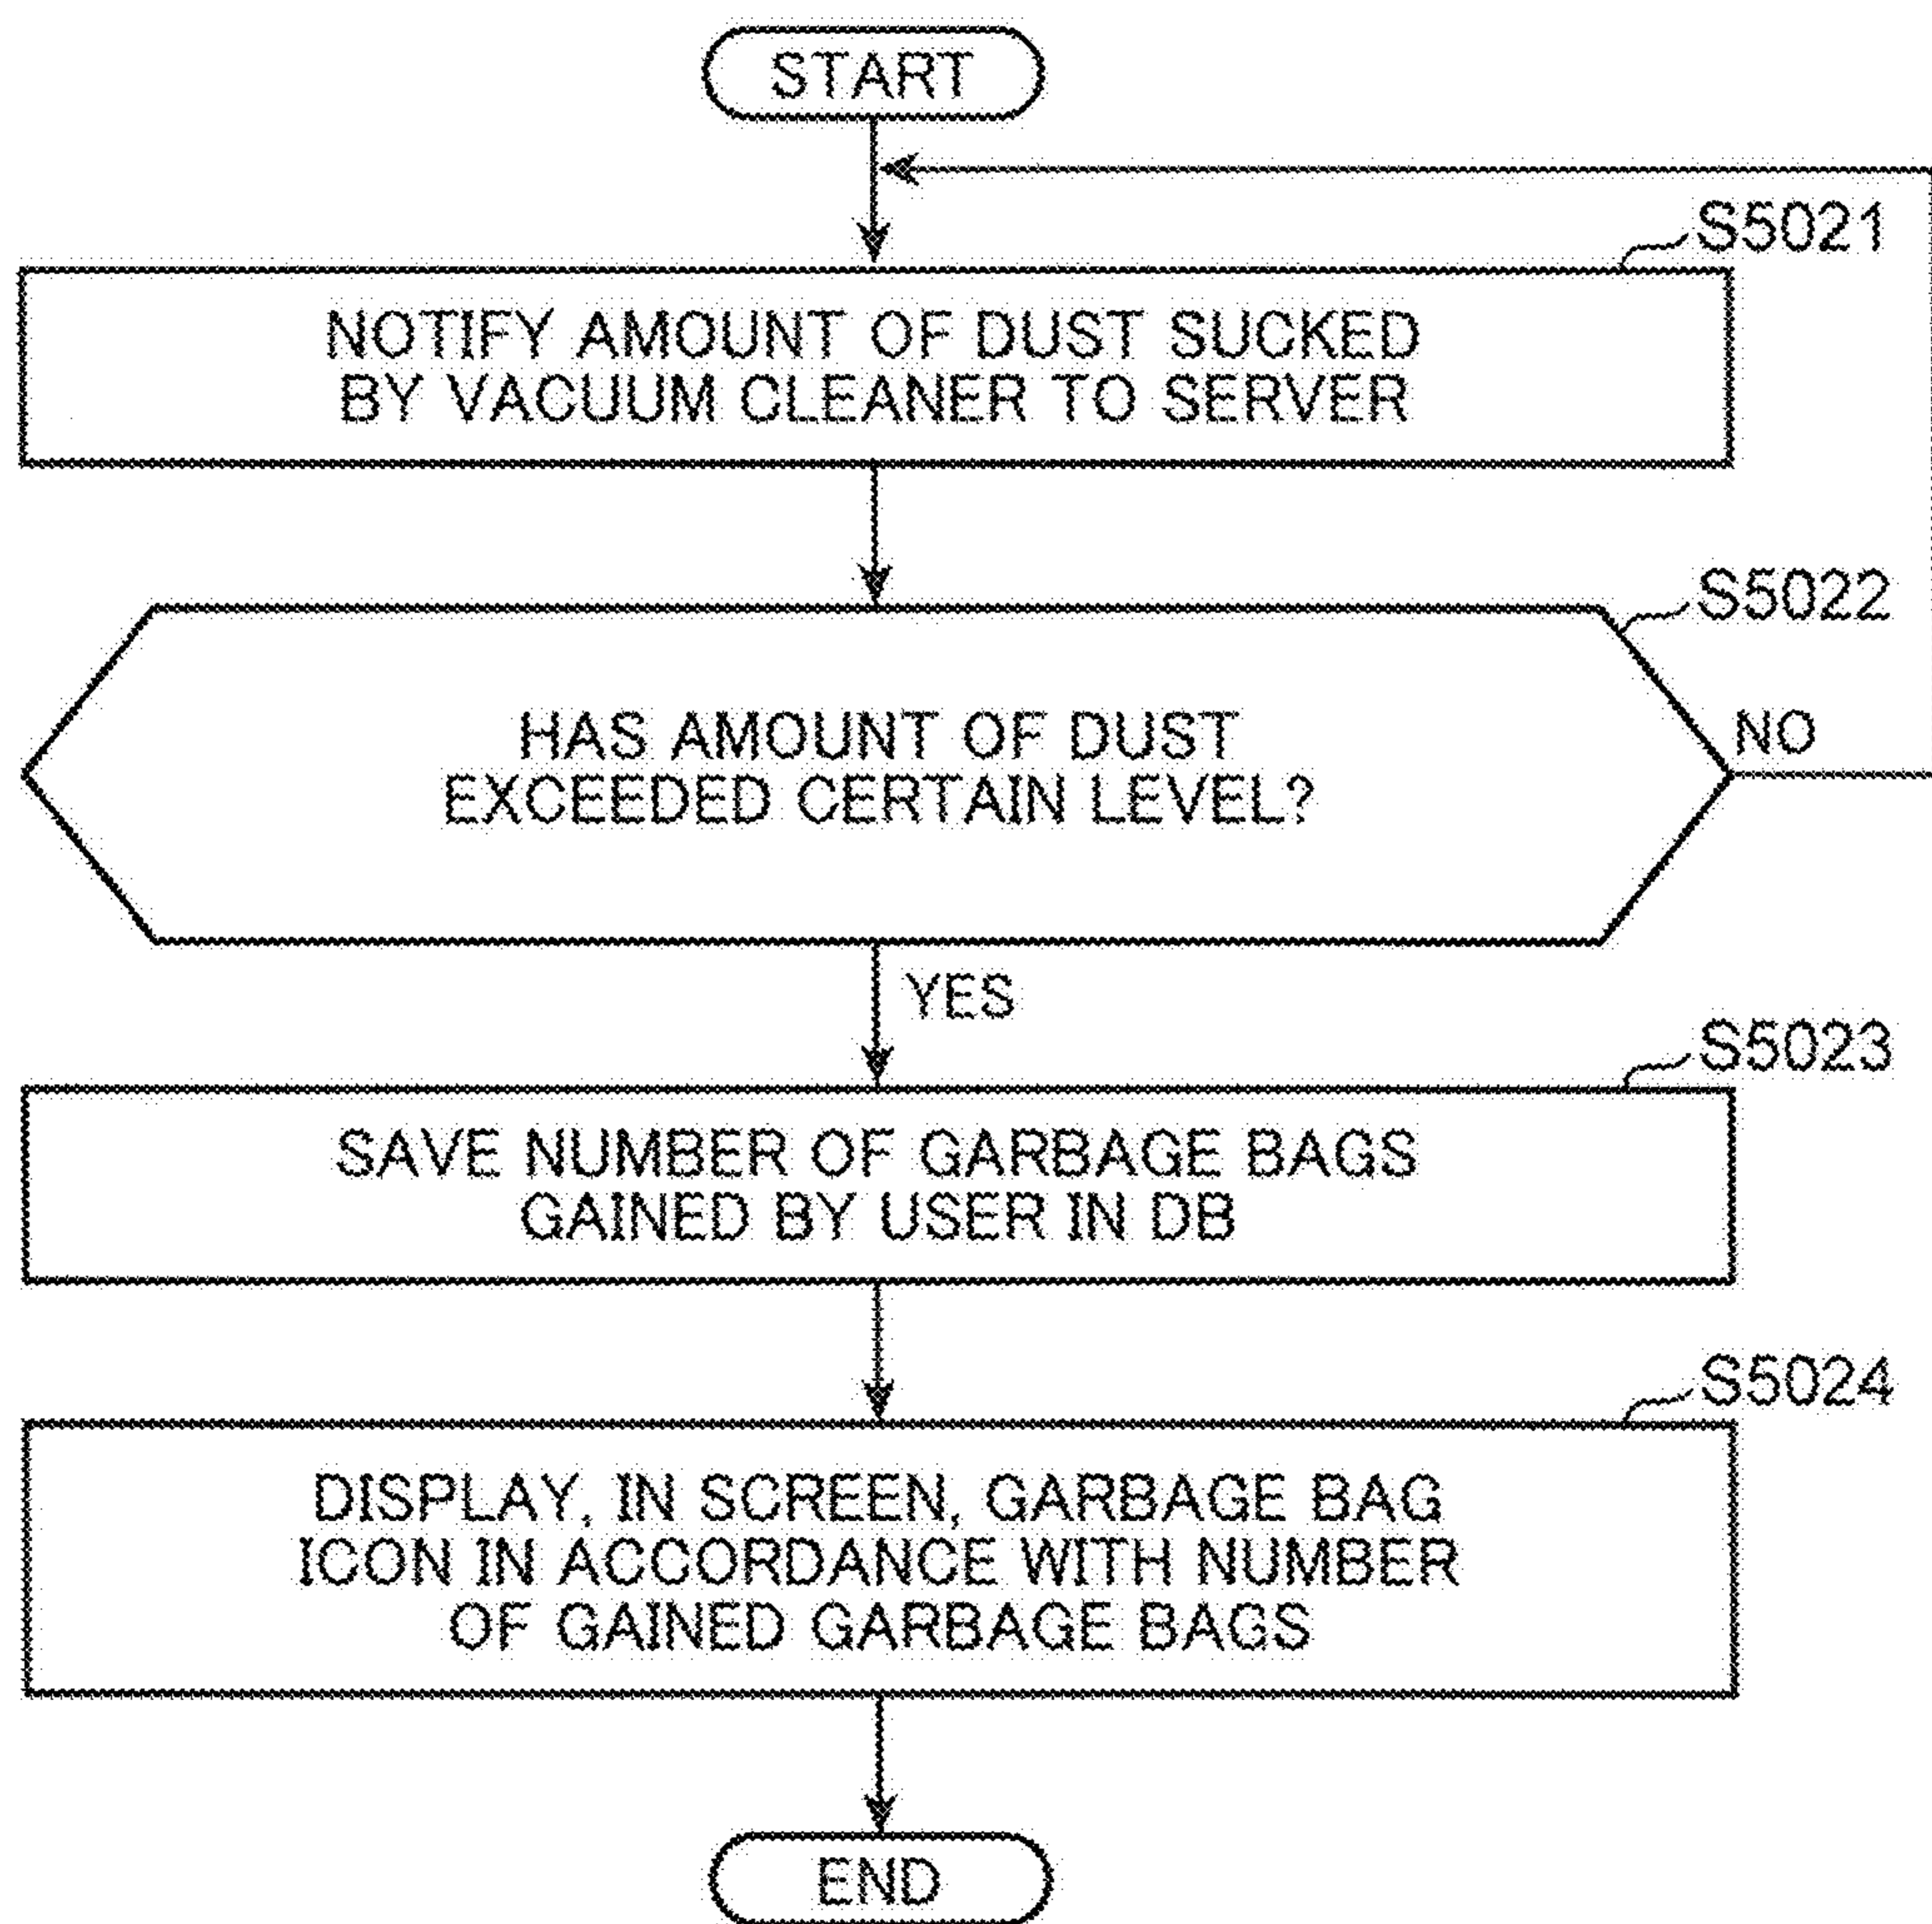 START
S5021
NOTIFY AMOUNT OF DUST SUCKED
BY VACUUM CLEANER TO SERVER
S5022
HAS AMOUNT OF DUST
EXCEEDED CERTAIN LEVEL?
NO
YES
S5023
SAVE NUMBER OF GARBAGE BAGS
GAINED BY USER IN DB
S5024
DISPLAY, IN SCREEN, GARBAGE BAG
ICON IN ACCORDANCE WITH NUMBER
OF GAINED GARBAGE BAGS
END